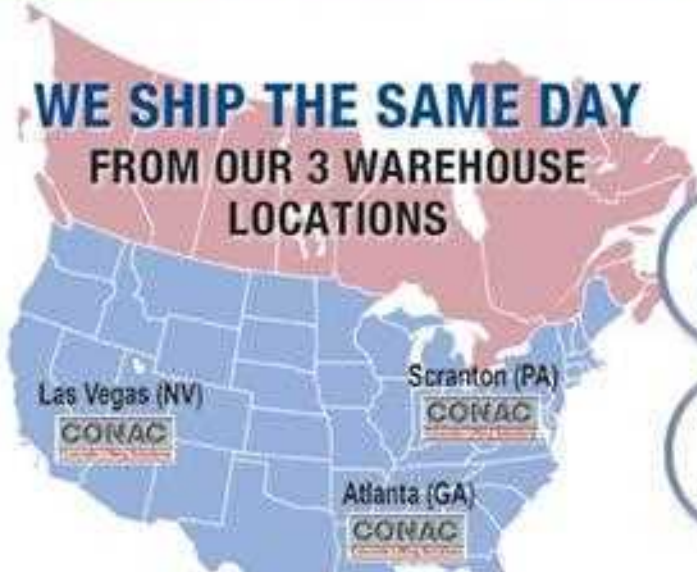 WE SHIP THE SAME DAY
FROM OUR 3 WAREHOUSE
LOCATIONS
Las Vegas (NV)
CONAC
Scranton (PA)
CONAC
Atlanta (GA)
CONAC